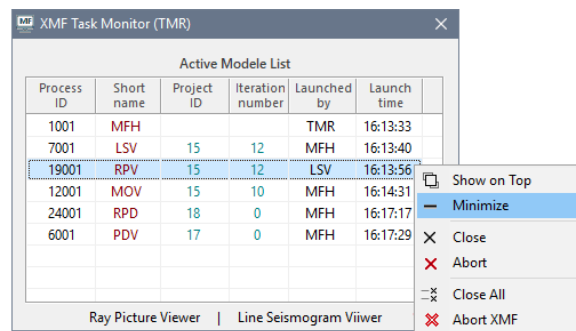 MF XMF Task Monitor (TMR)
Active Modele List
Process ID Short name Project ID Iteration number Launched by Launch time
1001 MFH TMR 16:13:33
7001 LSV 15 12 MFH 16:13:40
19001 RPV 15 12 LSV 16:13:56
12001 MOV 15 10 MFH 16:14:31
24001 RPD 18 0 MFH 16:17:17
6001 PDV 17 0 MFH 16:17:29
Show on Top
Minimize
Close
Abort
Close All
Abort XMF
Ray Picture Viewer | Line Seismogram Viiwer